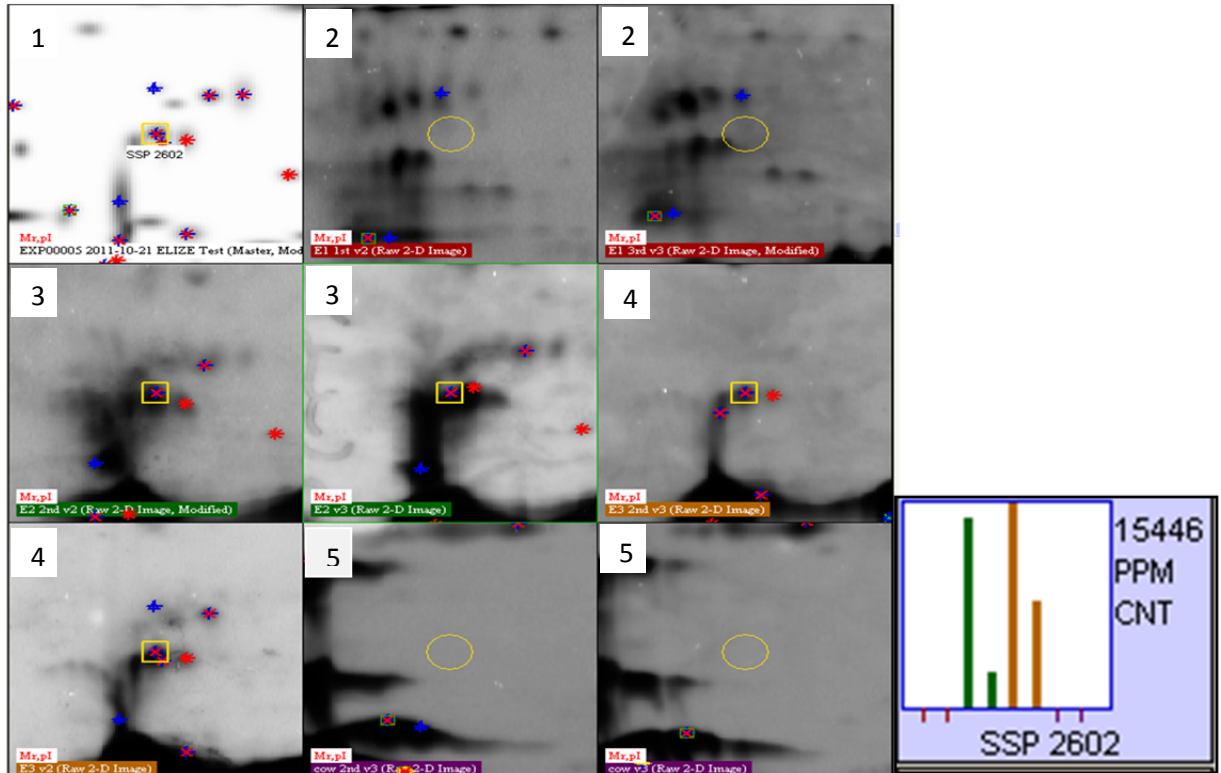 1
SSP 2602
Mr,pI
EXP00005 2011-10-21 ELIZE Test (Master, Mod
2
Mr,pI
E1 1st v2 (Raw 2-D Image)
2
Mr,pI
E1 3rd v3 (Raw 2-D Image, Modified)
3
Mr,pI
E2 2nd v2 (Raw 2-D Image, Modified)
3
Mr,pI
E2 v3 (Raw 2-D Image)
4
Mr,pI
E3 2nd v3 (Raw 2-D Image)
4
Mr,pI
E3 v2 (Raw 2-D Image)
5
Mr,pI
cow 2nd v3 (Raw 2-D Image)
5
Mr,pI
cow v3 (Raw 2-D Image)
15446
PPM
CNT
SSP 2602